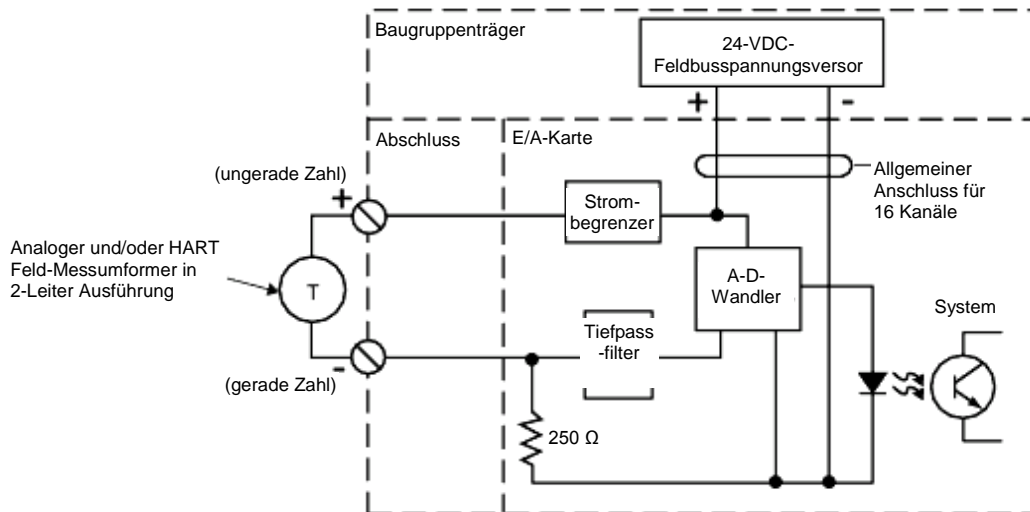 Baugruppenträger
24-VDC-
Feldbusspannungsversor
+
-
Abschluss
E/A-Karte
(ungerade Zahl)
+
Strom-
begrenzer
Allgemeiner
Anschluss für
16 Kanäle
Analoger und/oder HART
Feld-Messumformer in
2-Leiter Ausführung
T
A-D-
Wandler
System
Tiefpass
-filter
-
(gerade Zahl)
250 Ω